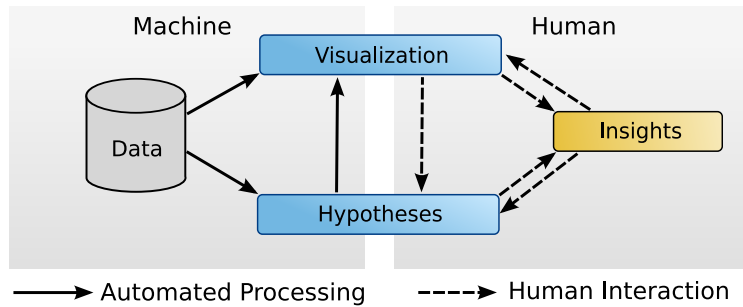 Machine
Human
Visualization
Data
Insights
Hypotheses
Automated Processing
Human Interaction